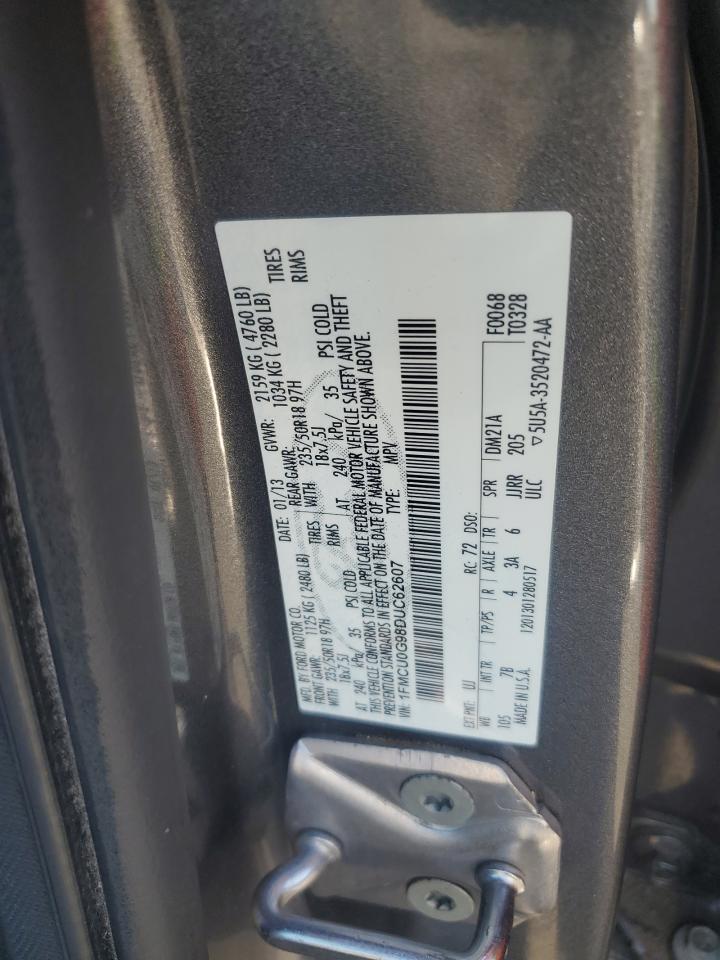 MFD. BY FORD MOTOR CO.
DATE: 01/13 GVWR: 2159 KG ( 4760 LB)
FRONT GAWR: 1125 KG ( 2480 LB) REAR GAWR: 1034 KG ( 2280 LB)
WITH 235/50R18 97H TIRES WITH 235/50R18 97H TIRES
18x7.5J RIMS 18x7.5J RIMS
AT 240 kPa/ 35 PSI COLD AT 240 kPa/ 35 PSI COLD
THIS VEHICLE CONFORMS TO ALL APPLICABLE FEDERAL MOTOR VEHICLE SAFETY AND THEFT
PREVENTION STANDARDS IN EFFECT ON THE DATE OF MANUFACTURE SHOWN ABOVE.
VIN: 1FMCU0G98DUC62607 TYPE: MPV
EXT PNT: UJ RC: 72 DSO: F0068
WB INT TR TP/PS R AXLE TR SPR DM21A T0328
105 7B 4 3A 6 JJRR 205
MADE IN U.S.A. 1201301280517 ULC ▽5U5A-3520472-AA